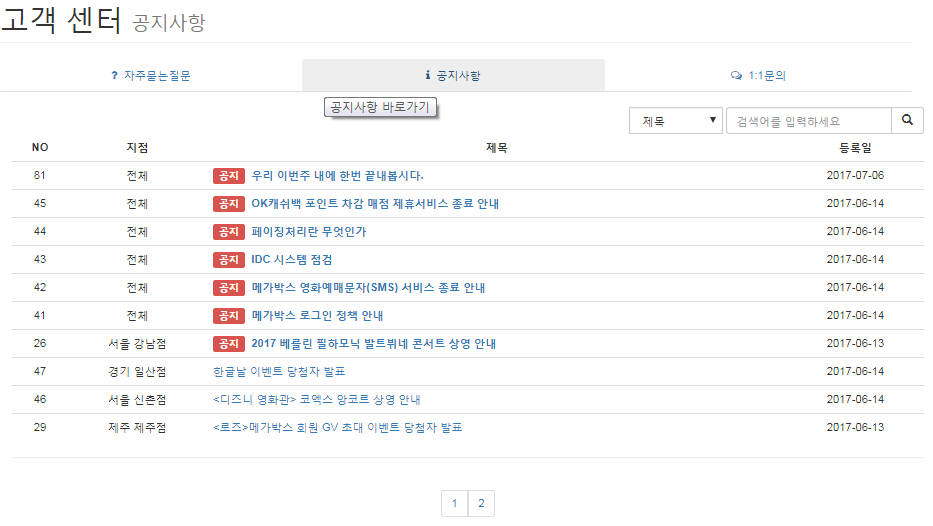 고객 센터 공지사항
? 자주묻는질문 공지사항 1:1문의
공지사항 바로가기
제목 검색어를 입력하세요
NO 지점 제목 등록일
81 전체 공지 우리 이번주 내에 한번 끝내봅시다. 2017-07-06
45 전체 공지 OK캐쉬백 포인트 차감 매점 제휴서비스 종료 안내 2017-06-14
44 전체 공지 페이징처리란 무엇인가 2017-06-14
43 전체 공지 IDC 시스템 점검 2017-06-14
42 전체 공지 메가박스 영화예매문자(SMS) 서비스 종료 안내 2017-06-14
41 전체 공지 메가박스 로그인 정책 안내 2017-06-14
26 서울 강남점 공지 2017 베를린 필하모닉 발트뷔네 콘서트 상영 안내 2017-06-13
47 경기 일산점 한글날 이벤트 당첨자 발표 2017-06-14
46 서울 신촌점 <디즈니 영화관> 코엑스 앙코르 상영 안내 2017-06-14
29 제주 제주점 <로즈>메가박스 회원 GV 초대 이벤트 당첨자 발표 2017-06-13
1 2